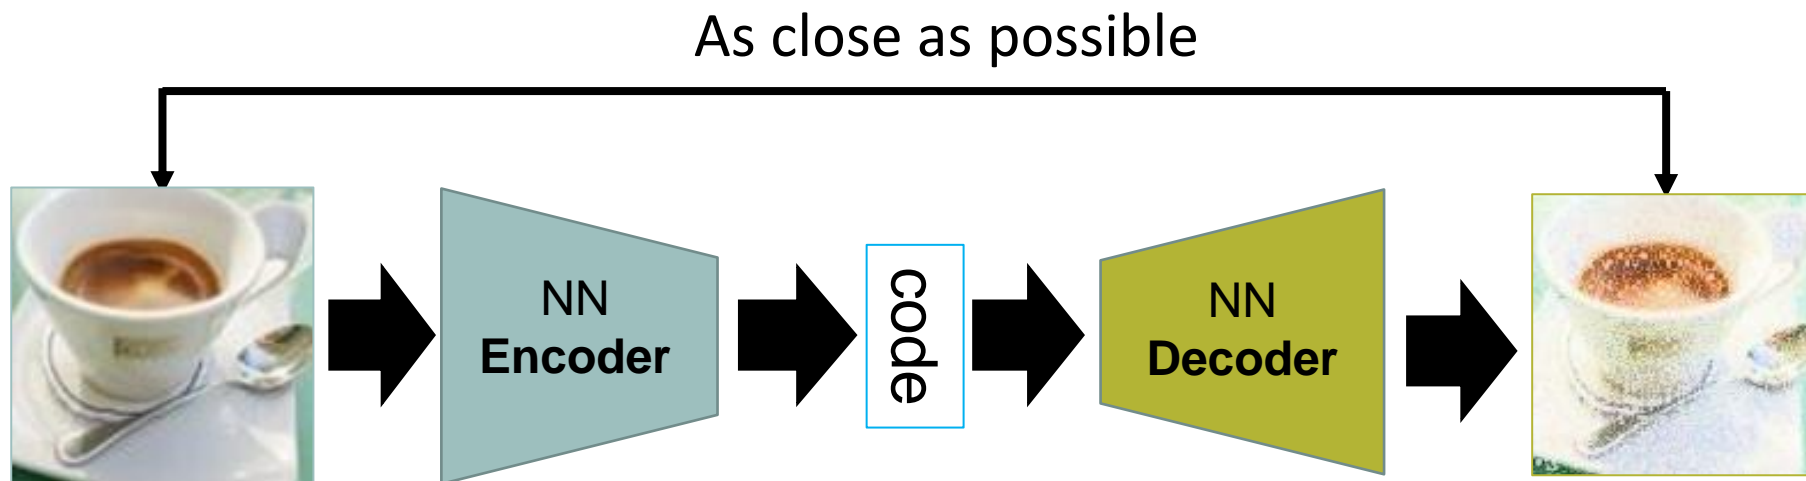 As close as possible
NN
Encoder
code
NN
Decoder